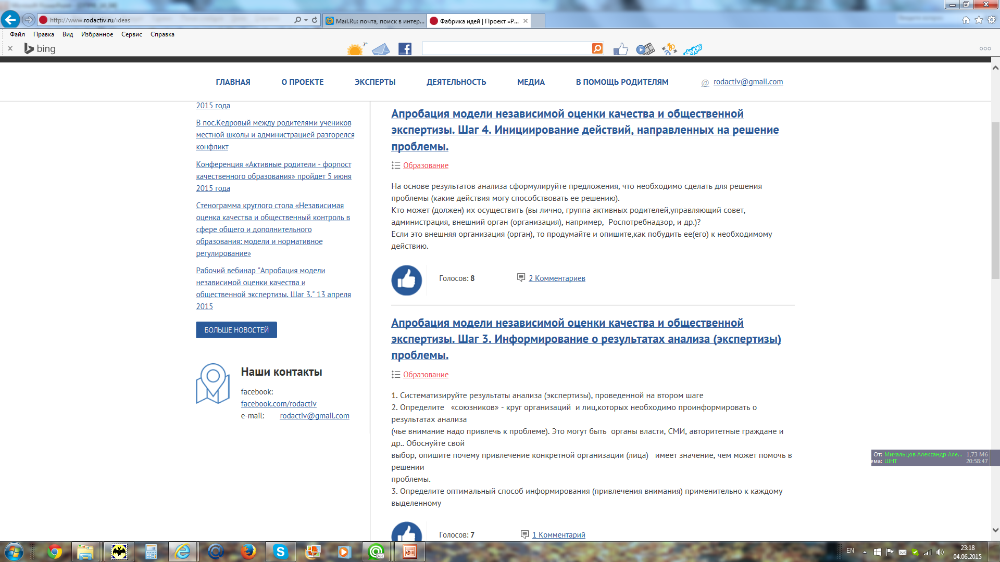 http://www.rodactiv.ru/ideas
Mail.Ru: почта, поиск в интер...
Фабрика идей | Проект «Р...
Файл Правка Вид Избранное Сервис Справка
x bing
-7°
skype
ГЛАВНАЯ О ПРОЕКТЕ ЭКСПЕРТЫ ДЕЯТЕЛЬНОСТЬ МЕДИА В ПОМОЩЬ РОДИТЕЛЯМ @ rodactiv@gmail.com
2015 года
В пос.Кедровый между родителями учеников
местной школы и администрацией разгорелся
конфликт
Конференция «Активные родители - форпост
качественного образования» пройдет 5 июня
2015 года
Стенограмма круглого стола «Независимая
оценка качества и общественный контроль в
сфере общего и дополнительного
образования: модели и нормативное
регулирование»
Рабочий вебинар "Апробация модели
независимой оценки качества и
общественной экспертизы. Шаг 3." 13 апреля
2015
БОЛЬШЕ НОВОСТЕЙ
Наши контакты
facebook:
facebook.com/rodactiv
e-mail: rodactiv@gmail.com
Апробация модели независимой оценки качества и общественной
экспертизы. Шаг 4. Инициирование действий, направленных на решение
проблемы.
Образование
На основе результатов анализа сформулируйте предложения, что необходимо сделать для решения
проблемы (какие действия могу способствовать ее решению).
Кто может (должен) их осуществить (вы лично, группа активных родителей,управляющий совет,
администрация, внешний орган (организация), например,  Роспотребнадзор, и др.)?
Если это внешняя организация (орган), то продумайте и опишите,как побудить ее(его) к необходимому
действию.
Голосов: 8 2 Комментариев
Апробация модели независимой оценки качества и общественной
экспертизы. Шаг 3. Информирование о результатах анализа (экспертизы)
проблемы.
Образование
1. Систематизируйте результаты анализа (экспертизы), проведенной на втором шаге
2. Определите   «союзников» - круг организаций  и лиц,которых необходимо проинформировать о
результатах анализа
(чье внимание надо привлечь к проблеме). Это могут быть  органы власти, СМИ, авторитетные граждане и
др.. Обоснуйте свой
выбор, опишите почему привлечение конкретной организации (лица)   имеет значение, чем может помочь в
решении
проблемы.
3. Определите оптимальный способ информирования (привлечения внимания) применительно к каждому
выделенному
Голосов: 7 1 Комментарий
От: Михальцов Александр Але... 1,73 Мб
ема: ШНТ 20:58:47
EN
23:18
04.06.2015